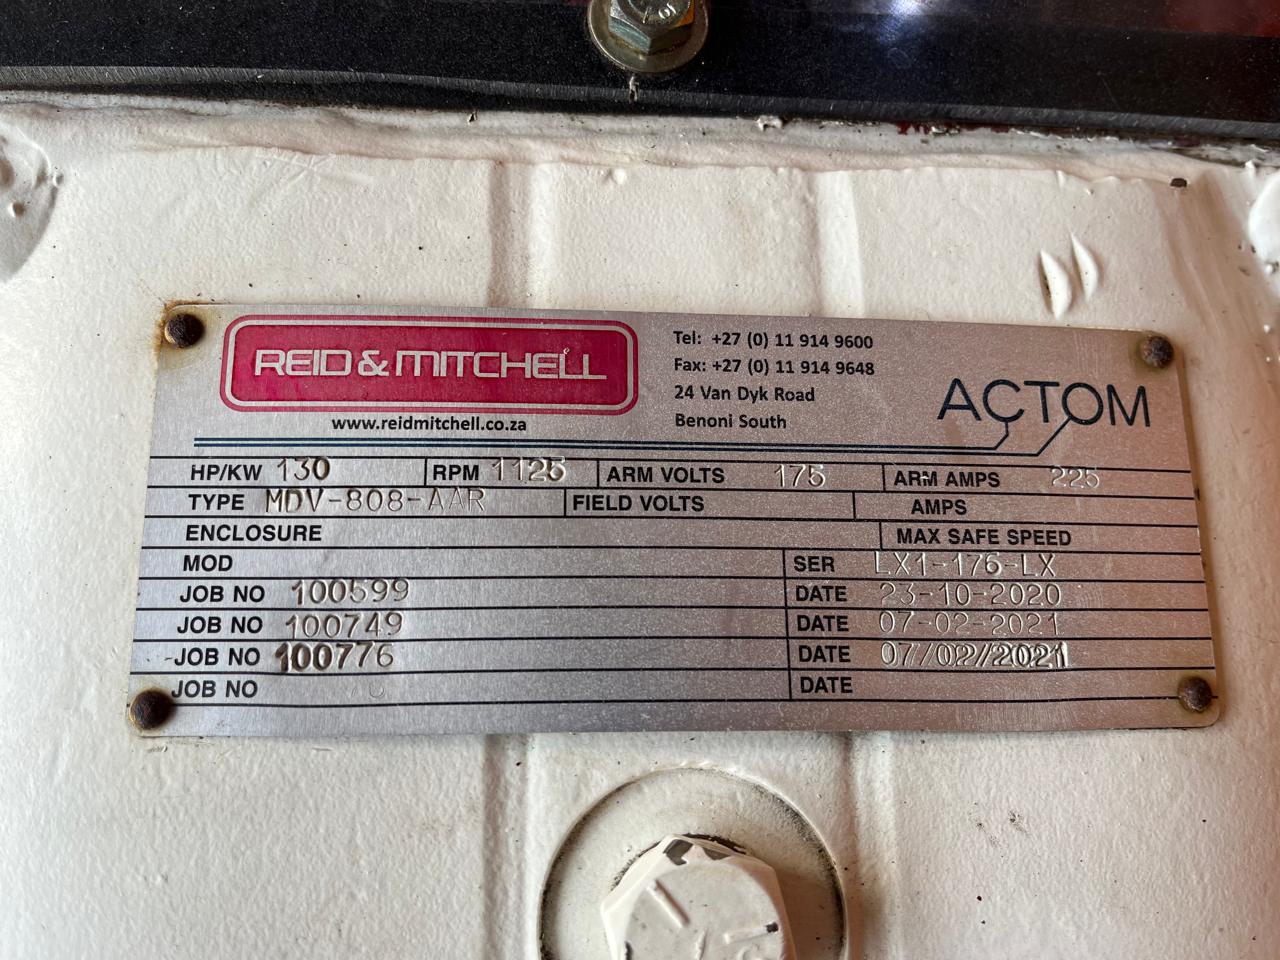 REID & MITCHELL
www.reidmitchell.co.za
Tel: +27 (0) 11 914 9600
Fax: +27 (0) 11 914 9648
24 Van Dyk Road
Benoni South
ACTOM
HP/KW 130 RPM 1125 ARM VOLTS 175 ARM AMPS 225
TYPE MDV-808-AAR FIELD VOLTS AMPS
ENCLOSURE MAX SAFE SPEED
MOD SER LX1-176-LX
JOB NO 100599 DATE 23-10-2020
JOB NO 100749 DATE 07-02-2021
JOB NO 100776 DATE 07/02/2021
JOB NO DATE